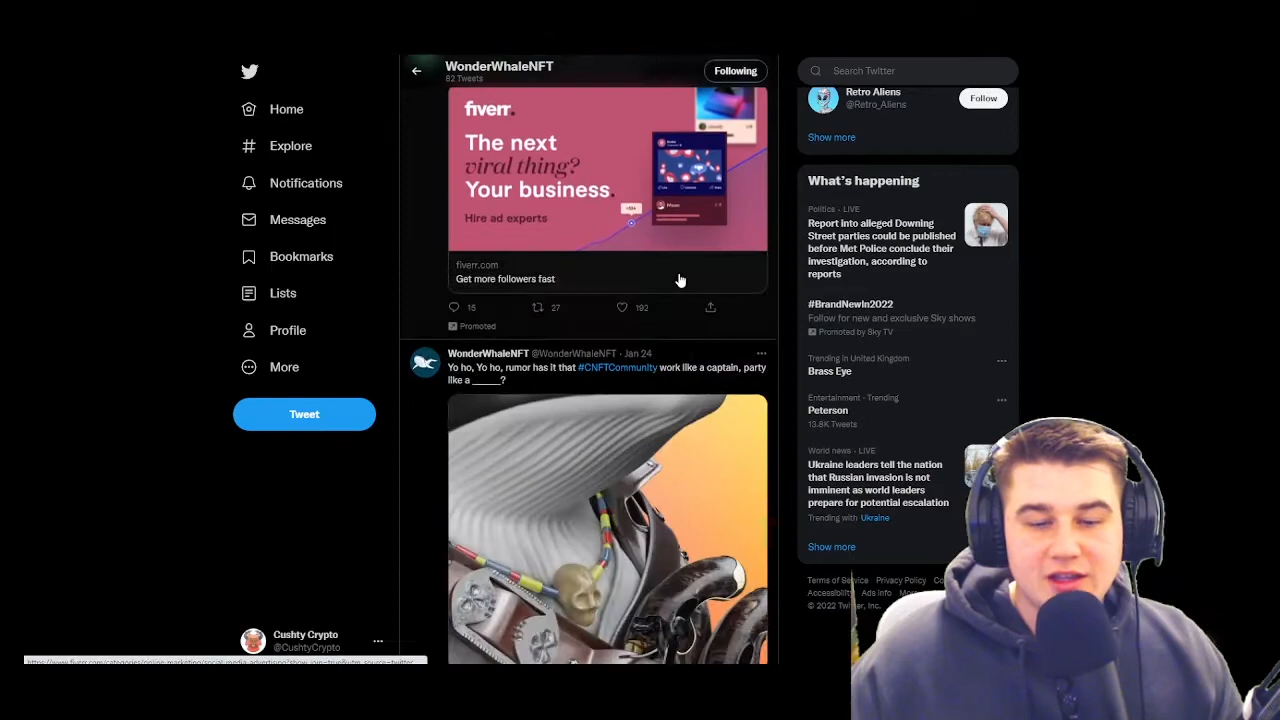 Home
Explore
Notifications
Messages
Bookmarks
Lists
Profile
More
Tweet
Cushty Crypto
@CushtyCrypto
WonderWhaleNFT
82 Tweets
Following
fiverr.
The next
viral thing?
Your business.
Hire ad experts
fiverr.com
Get more followers fast
15
27
192
Promoted
WonderWhaleNFT @WonderWhaleNFT · Jan 24
Yo ho, Yo ho, rumor has it that #CNFTCommunity work like a captain, party
like a ______?
Search Twitter
Retro Aliens
@Retro_Aliens
Follow
Show more
What's happening
Politics · LIVE
Report into alleged Downing
Street parties could be published
before Met Police conclude their
investigation, according to
reports
#BrandNewIn2022
Follow for new and exclusive Sky shows
Promoted by Sky TV
Trending in United Kingdom
Brass Eye
Entertainment · Trending
Peterson
13.8K Tweets
World news · LIVE
Ukraine leaders tell the nation
that Russian invasion is not
imminent as world leaders
prepare for potential escalation
Trending with Ukraine
Show more
Terms of Service Privacy Policy
Accessibility Ads info
© 2022 Twitter, Inc.